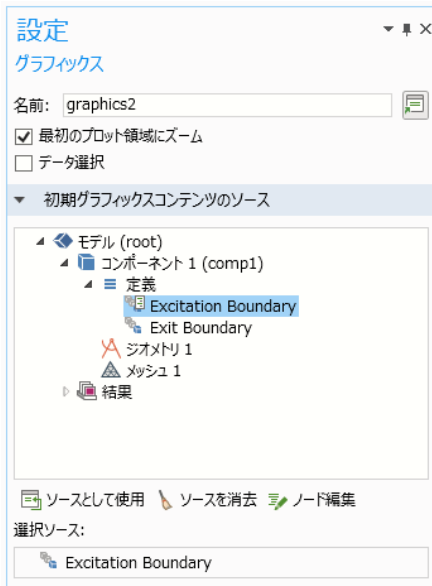 設定
グラフィックス
名前: graphics2
最初のプロット領域にズーム
データ選択
初期グラフィックスコンテンツのソース
モデル (root)
コンポーネント 1 (comp1)
定義
Excitation Boundary
Exit Boundary
ジオメトリ 1
メッシュ 1
結果
ソースとして使用 ソースを消去 ノード編集
選択ソース:
Excitation Boundary